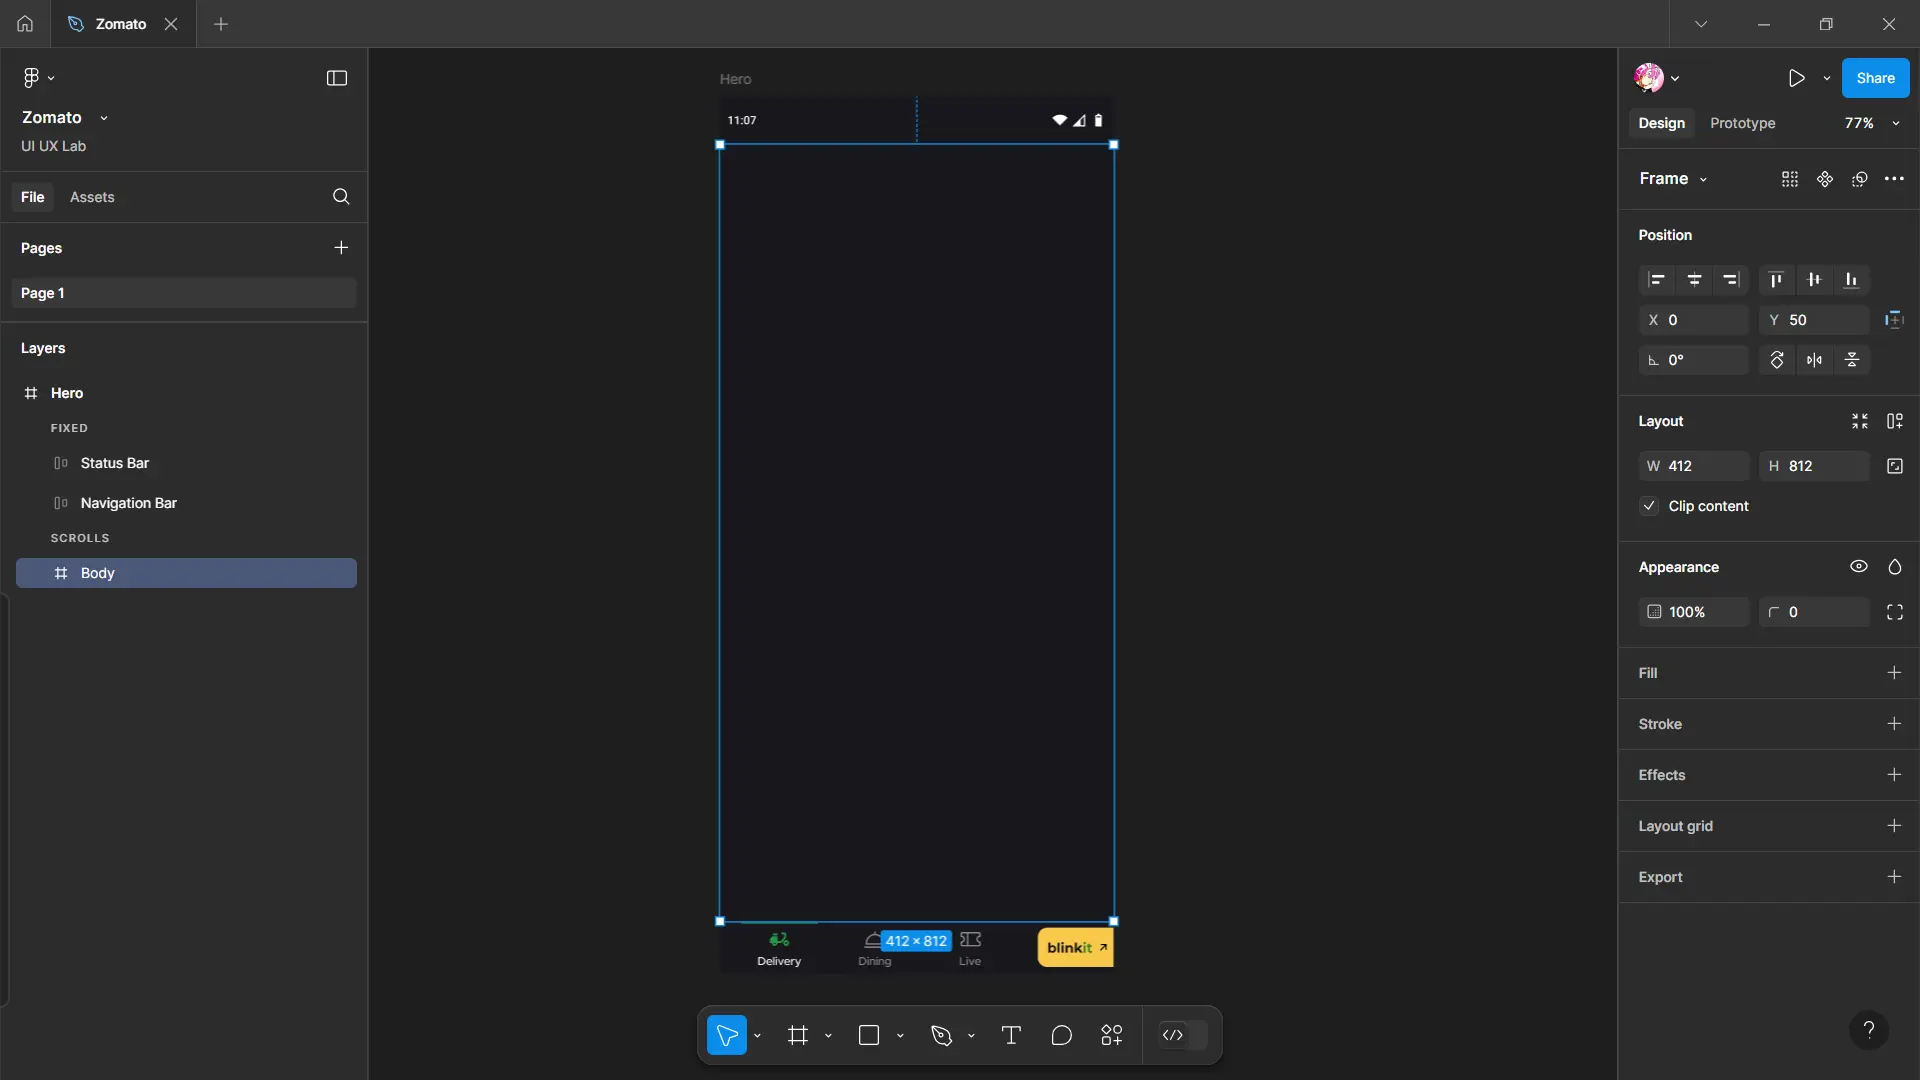 Zomato
Zomato
UI UX Lab
File
Assets
Pages
Page 1
Layers
Hero
FIXED
Status Bar
Navigation Bar
SCROLLS
Body
Hero
11:07
412 × 812
Delivery
Dining
Live
blinkit
Share
Design
Prototype
77%
Frame
Position
X 0
Y 50
0°
Layout
W 412
H 812
Clip content
Appearance
100%
0
Fill
Stroke
Effects
Layout grid
Export
?